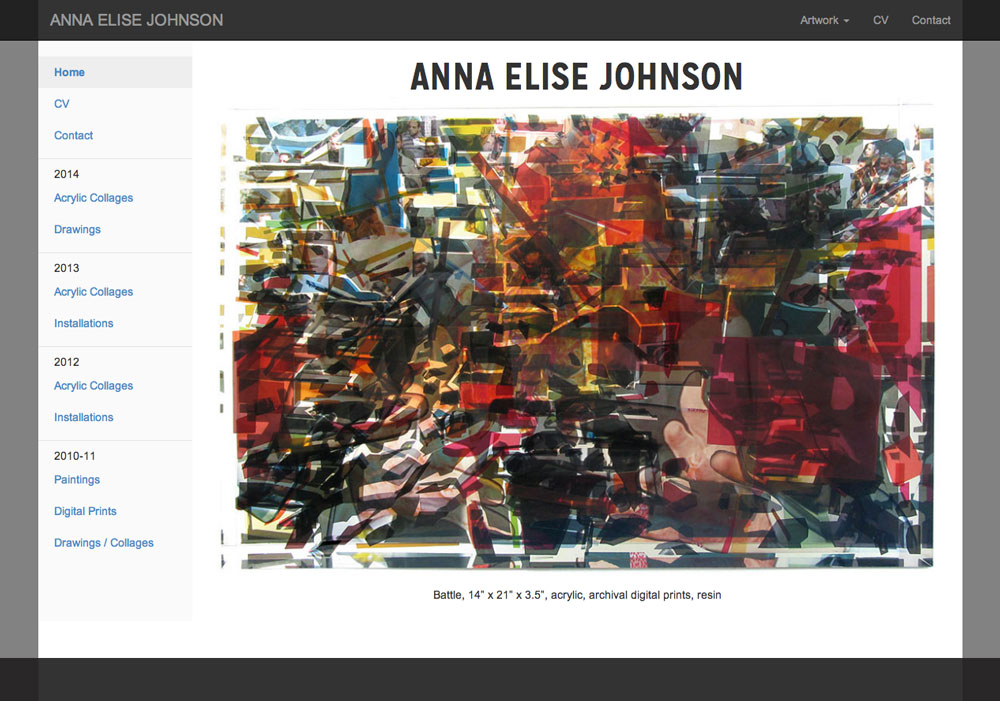 ANNA ELISE JOHNSON
Artwork CV Contact
Home
CV
Contact
2014
Acrylic Collages
Drawings
2013
Acrylic Collages
Installations
2012
Acrylic Collages
Installations
2010-11
Paintings
Digital Prints
Drawings / Collages
ANNA ELISE JOHNSON
Battle, 14” x 21” x 3.5”, acrylic, archival digital prints, resin